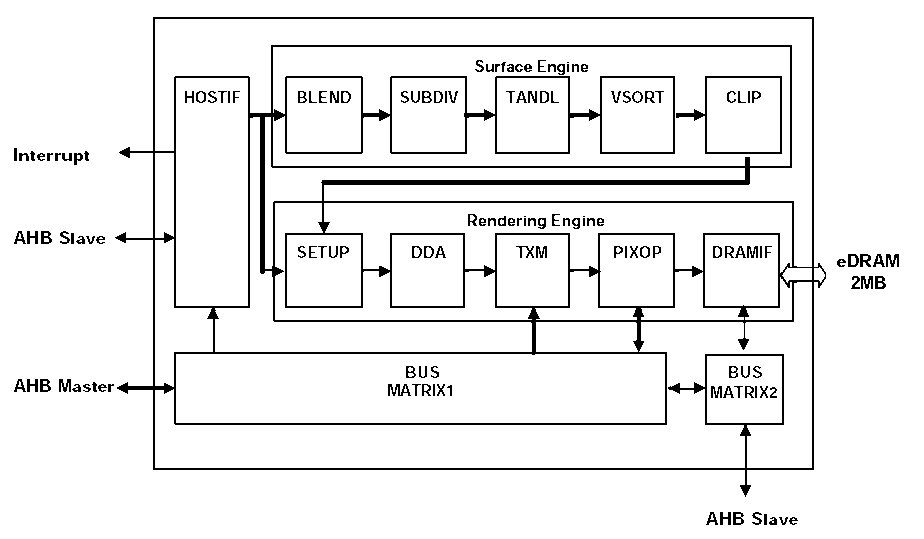 Surface Engine
HOSTIF
BLEND
SUBDIV
TANDL
VSORT
CLIP
Interrupt
AHB Slave
Rendering Engine
SETUP
DDA
TXM
PIXOP
DRAMIF
eDRAM
2MB
AHB Master
BUS
MATRIX1
BUS
MATRIX2
AHB Slave